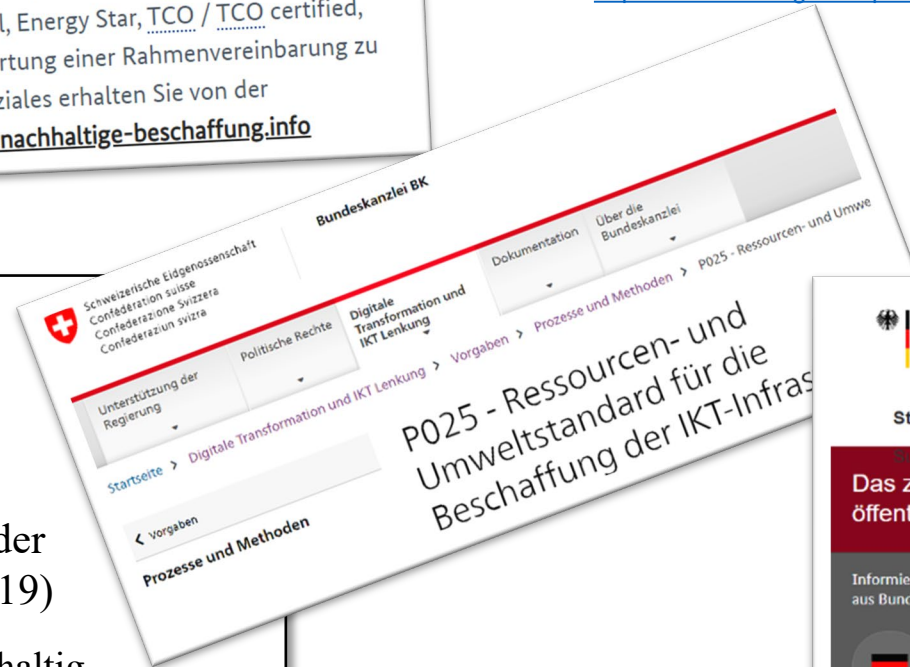 Energy Star, TCO / TCO certified,
einer Rahmenvereinbarung zu
erhalten Sie von der
nachhaltige-beschaffung.info
Schweizerische Eidgenossenschaft
Confédération suisse
Confederazione Svizzera
Confederaziun svizra
Bundeskanzlei BK
Unterstützung der
Regierung
Politische Rechte
Digitale
Transformation und
IKT Lenkung
Dokumentation
Über die
Bundeskanzlei
Startseite > Digitale Transformation und IKT Lenkung > Vorgaben > Prozesse und Methoden > P025 - Ressourcen- und Umwe
< Vorgaben
Prozesse und Methoden
P025 - Ressourcen- und
Umweltstandard für die
Beschaffung der IKT-Infras
der
19)
haltig
St
Das z
öffent
Informie
aus Bund